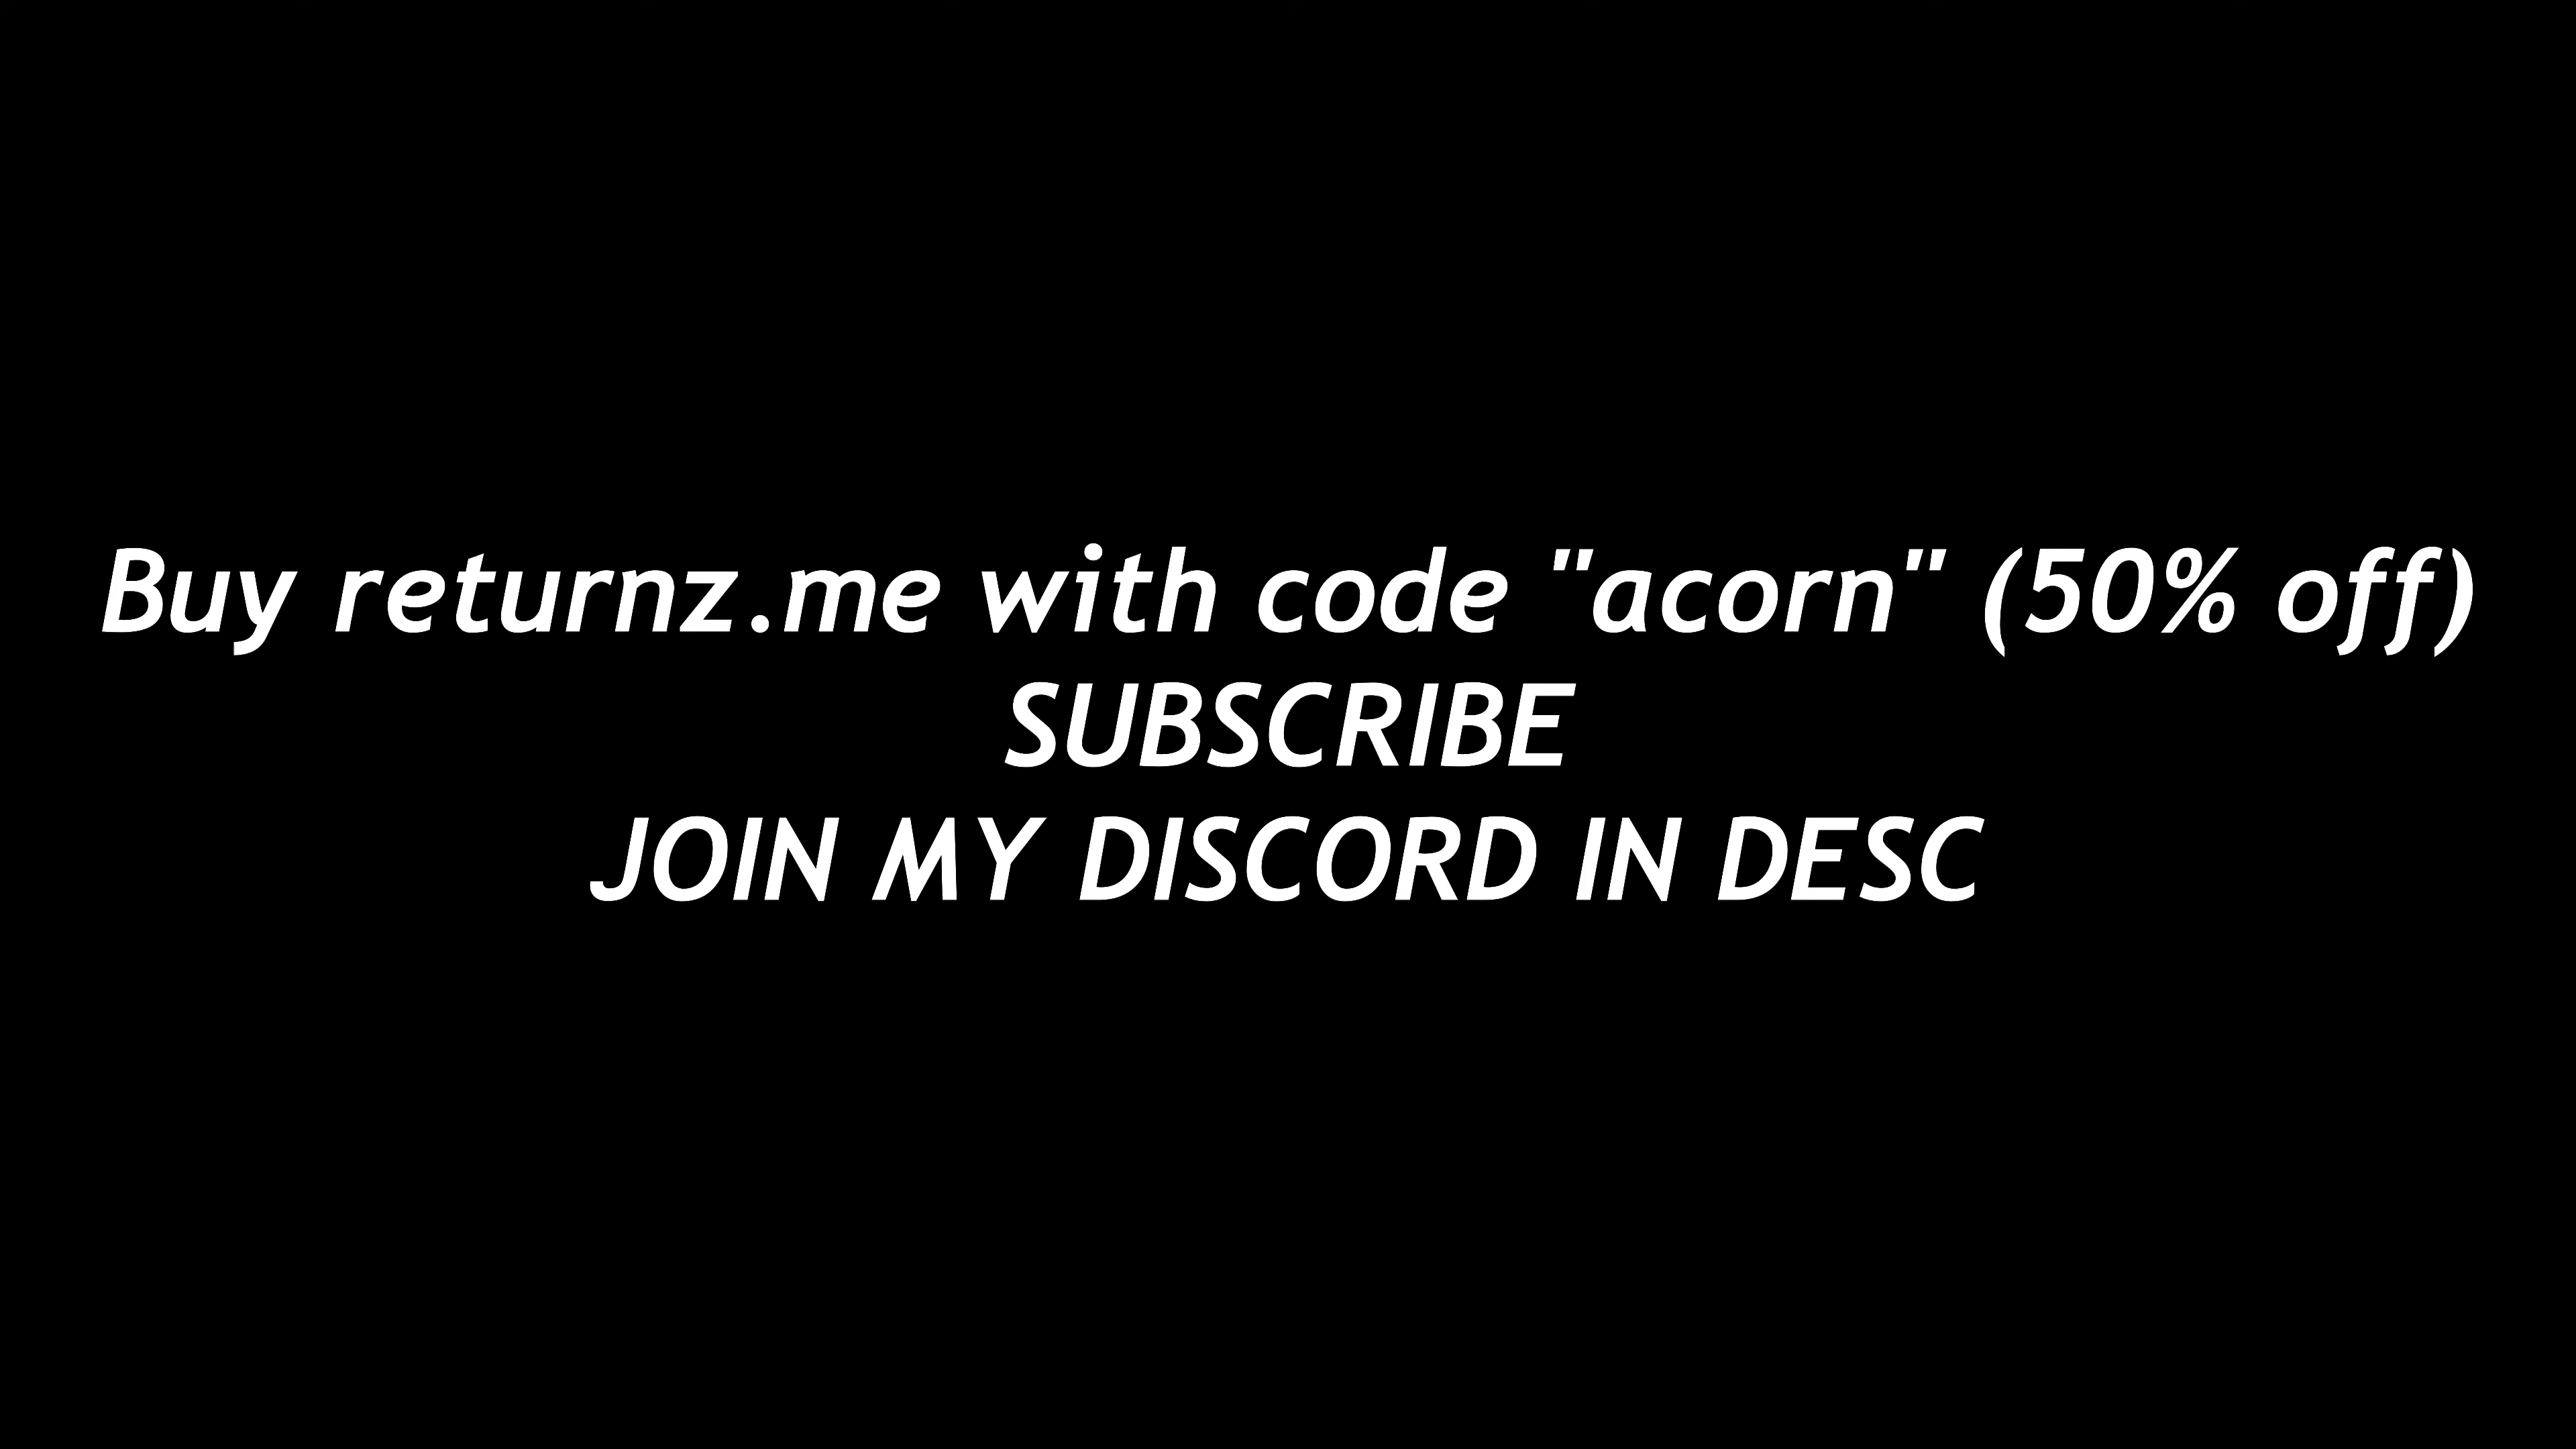 Buy returnz.me with code "acorn" (50% off)
SUBSCRIBE
JOIN MY DISCORD IN DESC